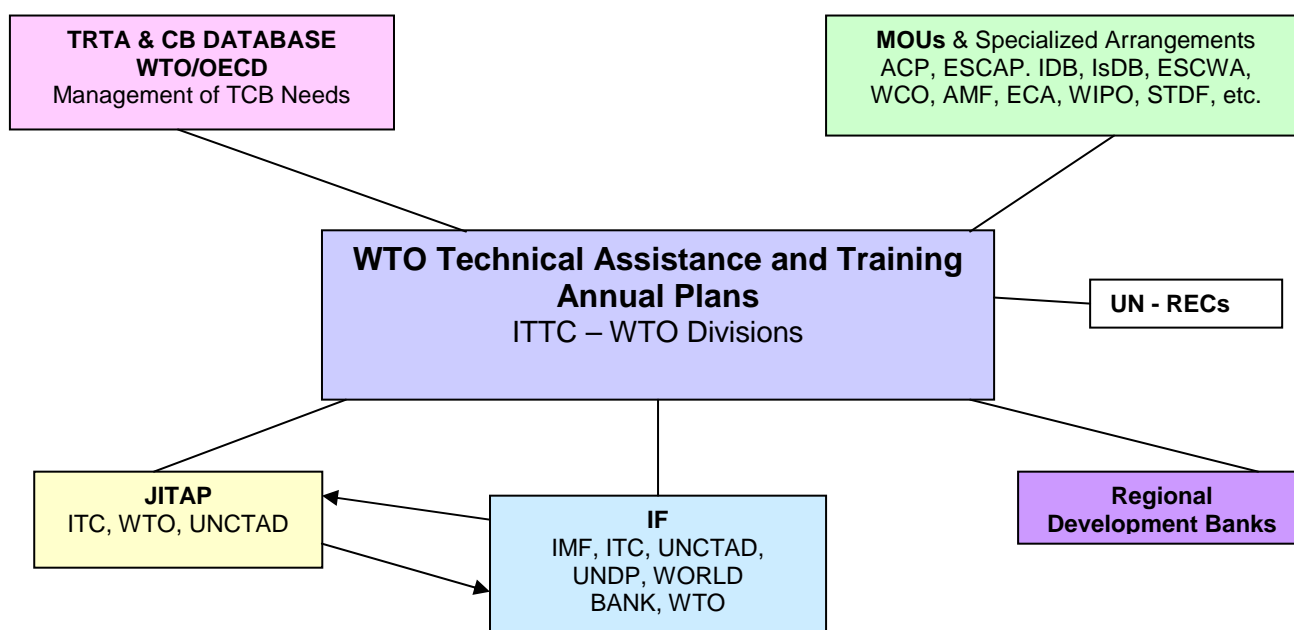 TRTA & CB DATABASE
WTO/OECD
Management of TCB Needs
MOUs & Specialized Arrangements
ACP, ESCAP. IDB, IsDB, ESCWA,
WCO, AMF, ECA, WIPO, STDF, etc.
WTO Technical Assistance and Training
Annual Plans
ITTC – WTO Divisions
UN - RECs
JITAP
ITC, WTO, UNCTAD
IF
IMF, ITC, UNCTAD,
UNDP, WORLD
BANK, WTO
Regional
Development Banks